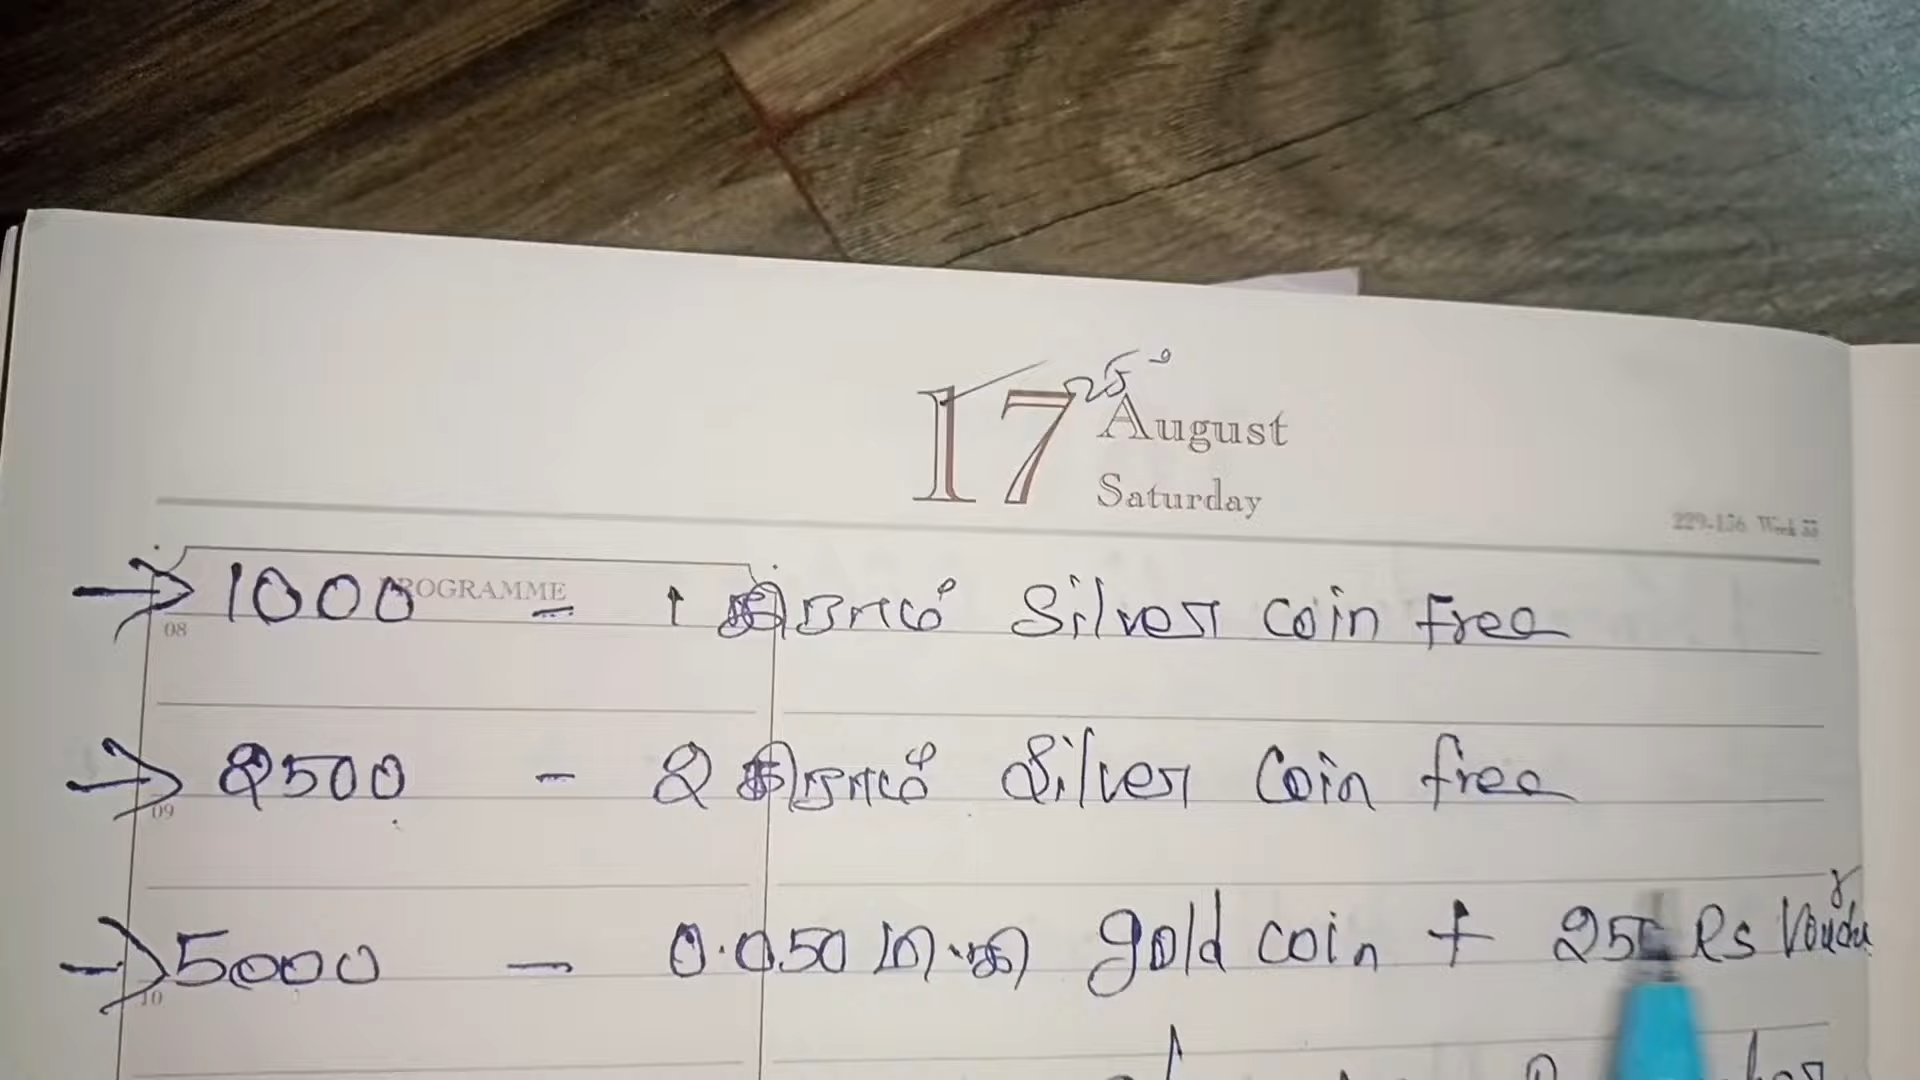 17 August
Saturday
229-136 Week 33
PROGRAMME
→ 1000 - 1 கிராம் Silver coin Free
08
→ 2500 - 2 கிராம் Silver Coin free
09
→ 5000 - 0.050 மி.கி gold coin + 250 Rs
10